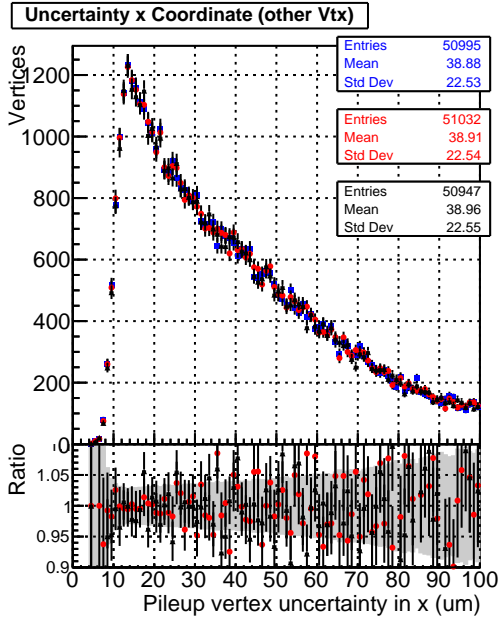 Uncertainty x Coordinate (other Vtx)
Vertices
1200
1000
800
600
400
200
0
Entries 50995
Mean 38.88
Std Dev 22.53
Entries 51032
Mean 38.91
Std Dev 22.54
Entries 50947
Mean 38.96
Std Dev 22.55
Ratio
1.05
1
0.95
0.9
0 10 20 30 40 50 60 70 80 90 100
Pileup vertex uncertainty in x (um)